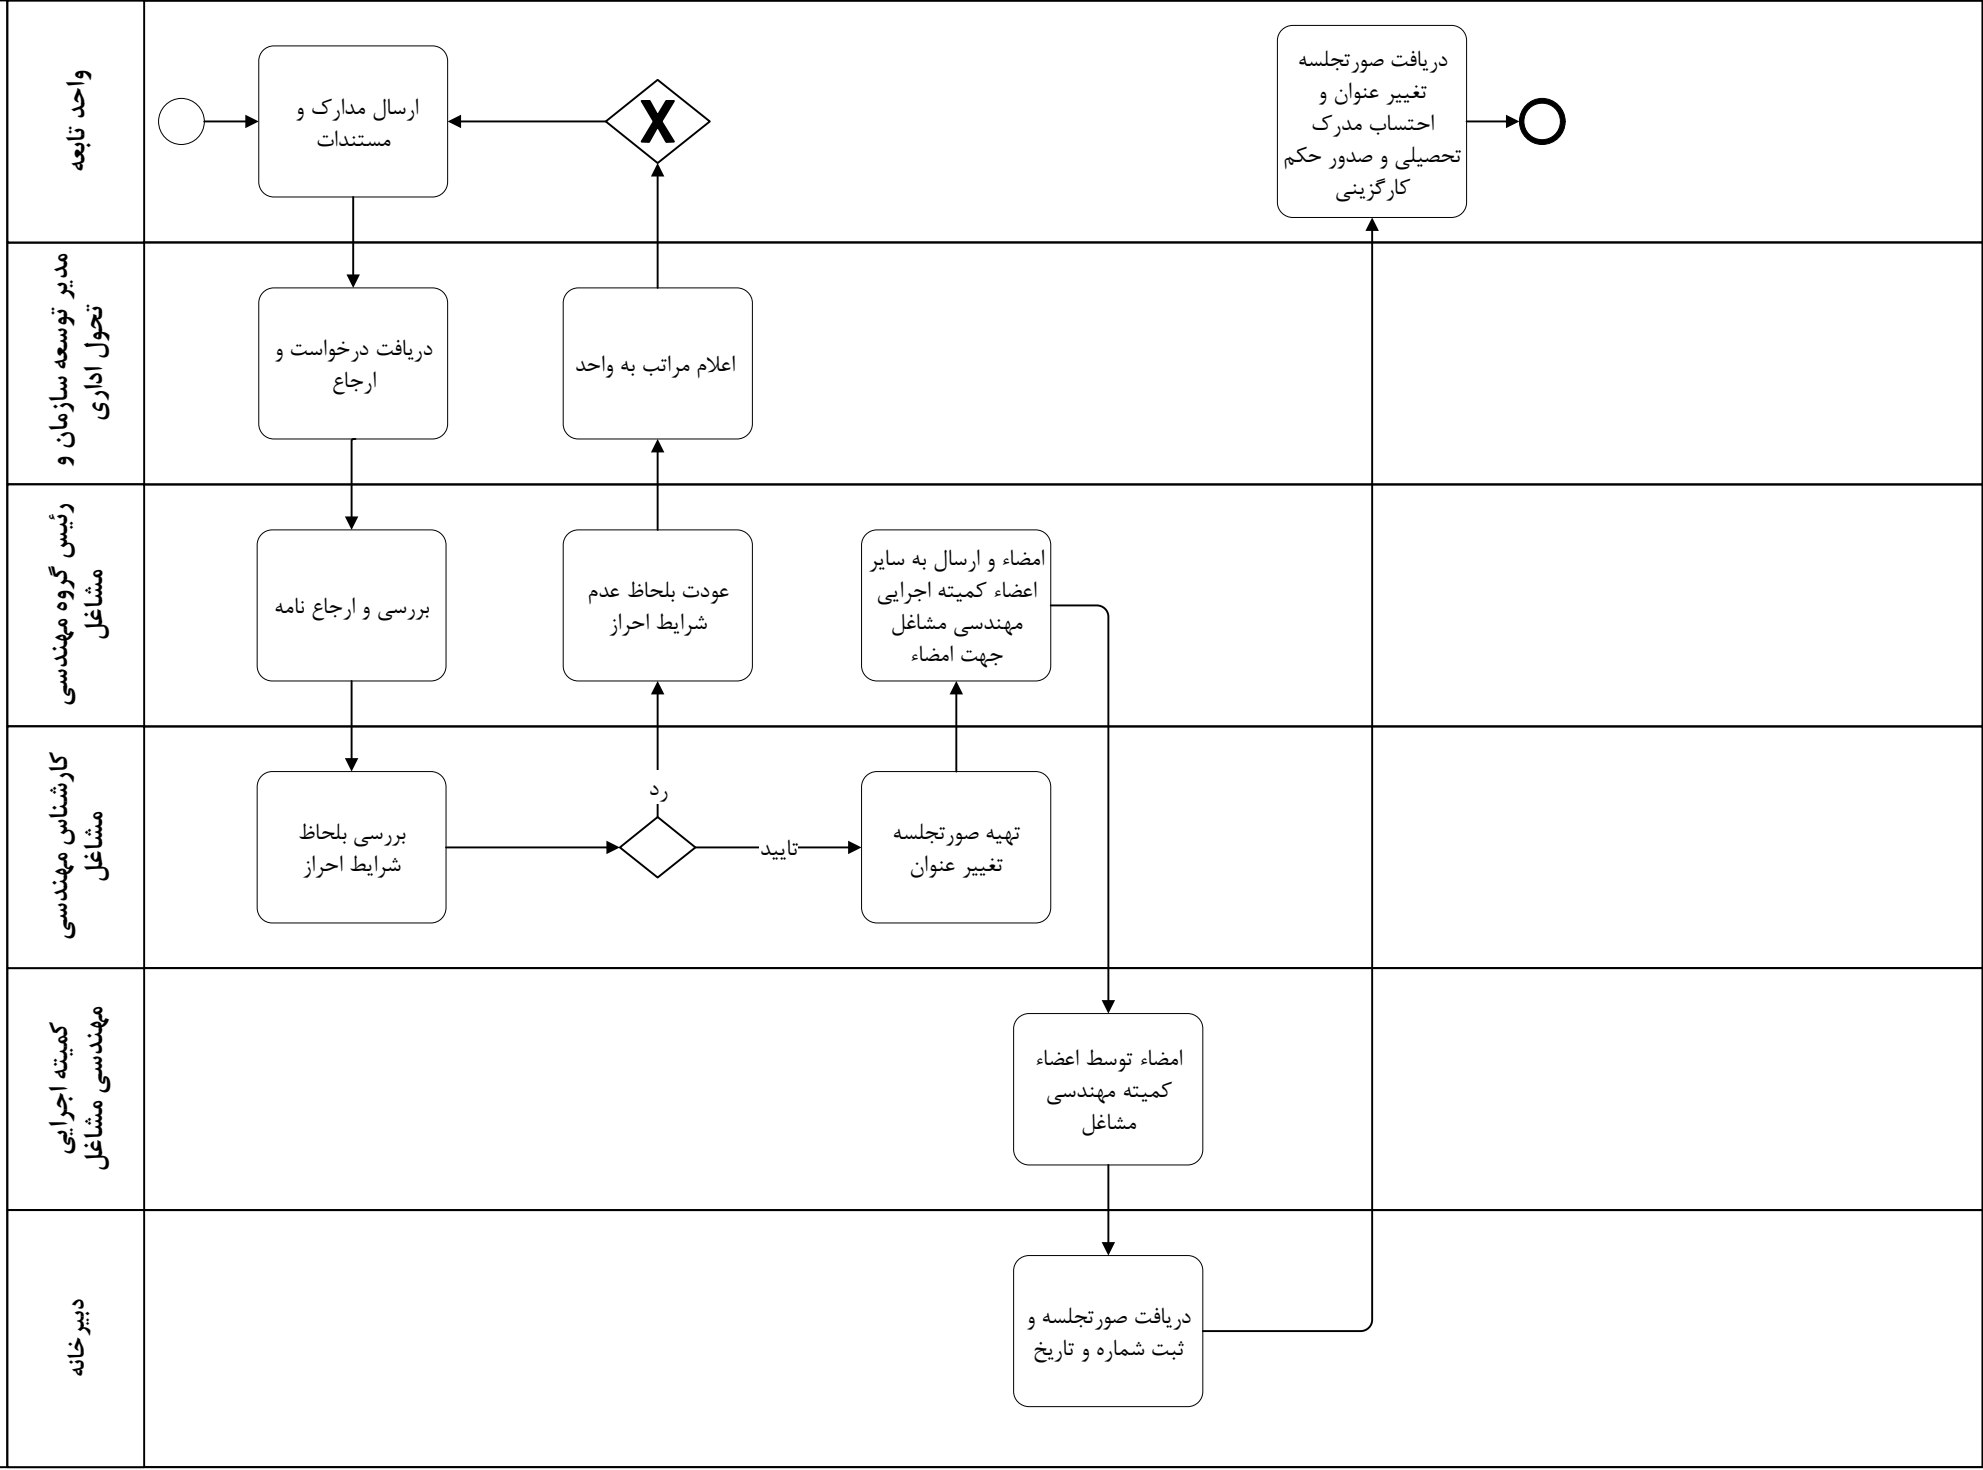 واحد تابعه
ارسال مدارک و
مستندات
X
دریافت صورتجلسه
تغییر عنوان و
احتساب مدرک
تحصیلی و صدور حکم
کارگزینی
مدیر توسعه سازمان و
تحول اداری
دریافت درخواست و
ارجاع
اعلام مراتب به واحد
رئیس گروه مهندسی
مشاغل
بررسی و ارجاع نامه
عودت بلحاظ عدم
شرایط احراز
امضاء و ارسال به سایر
اعضاء کمیته اجرایی
مهندسی مشاغل
جهت امضاء
کارشناس مهندسی
مشاغل
بررسی بلحاظ
شرایط احراز
رد
تایید
تهیه صورتجلسه
تغییر عنوان
کمیته اجرایی
مهندسی مشاغل
امضاء توسط اعضاء
کمیته مهندسی
مشاغل
دبیرخانه
دریافت صورتجلسه و
ثبت شماره و تاریخ